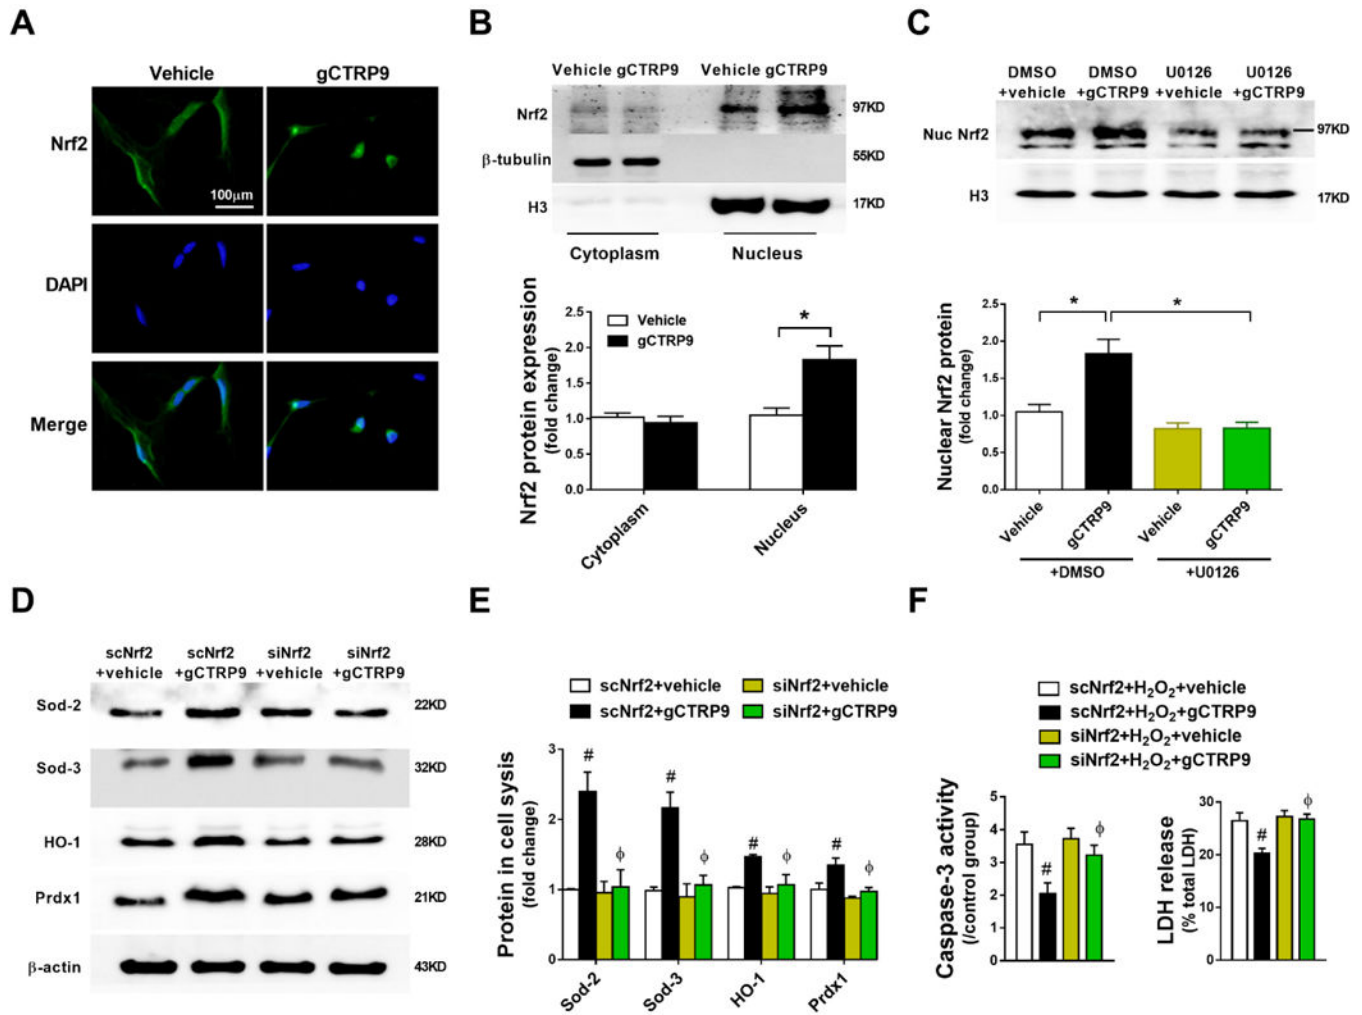 A
Vehicle gCTRP9
Nrf2
100μm
DAPI
Merge
B
Vehicle gCTRP9 Vehicle gCTRP9
Nrf2 97KD
β-tubulin 55KD
H3 17KD
Cytoplasm Nucleus
Nrf2 protein expression
(fold change)
2.5
2.0
1.5
1.0
0.5
0.0
Vehicle
gCTRP9
*
Cytoplasm
Nucleus
C
DMSO DMSO U0126 U0126
+vehicle +gCTRP9 +vehicle +gCTRP9
Nuc Nrf2 97KD
H3 17KD
Nuclear Nrf2 protein
(fold change)
2.5
2.0
1.5
1.0
0.5
0.0
* *
Vehicle
gCTRP9
Vehicle
gCTRP9
+DMSO +U0126
D
scNrf2 scNrf2 siNrf2 siNrf2
+vehicle +gCTRP9 +vehicle +gCTRP9
Sod-2 22KD
Sod-3 32KD
HO-1 28KD
Prdx1 21KD
β-actin 43KD
E
scNrf2+vehicle siNrf2+vehicle
scNrf2+gCTRP9 siNrf2+gCTRP9
Protein in cell sysis
(fold change)
3
2
1
0
# # # #
ϕ ϕ ϕ ϕ
Sod-2
Sod-3
HO-1
Prdx1
F
scNrf2+H₂O₂+vehicle
scNrf2+H₂O₂+gCTRP9
siNrf2+H₂O₂+vehicle
siNrf2+H₂O₂+gCTRP9
Caspase-3 activity
(/control group)
5
4
3
2
1
0
# ϕ
LDH release
(% total LDH)
30
20
10
0
# ϕ